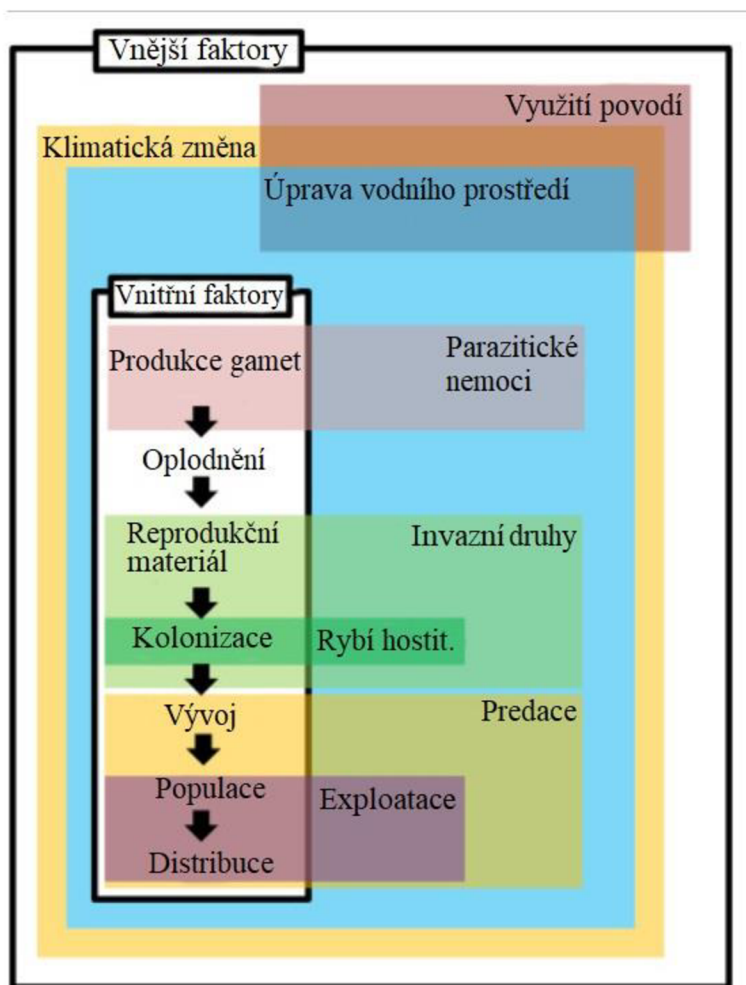 Vnější faktory
Využití povodí
Klimatická změna
Úprava vodního prostředí
Vnitřní faktory
Produkce gamet
Parazitické
nemoci
Oplodnění
Reprodukční
materiál
Invazní druhy
Kolonizace
Rybí hostit.
Vývoj
Predace
Populace
Exploatace
Distribuce